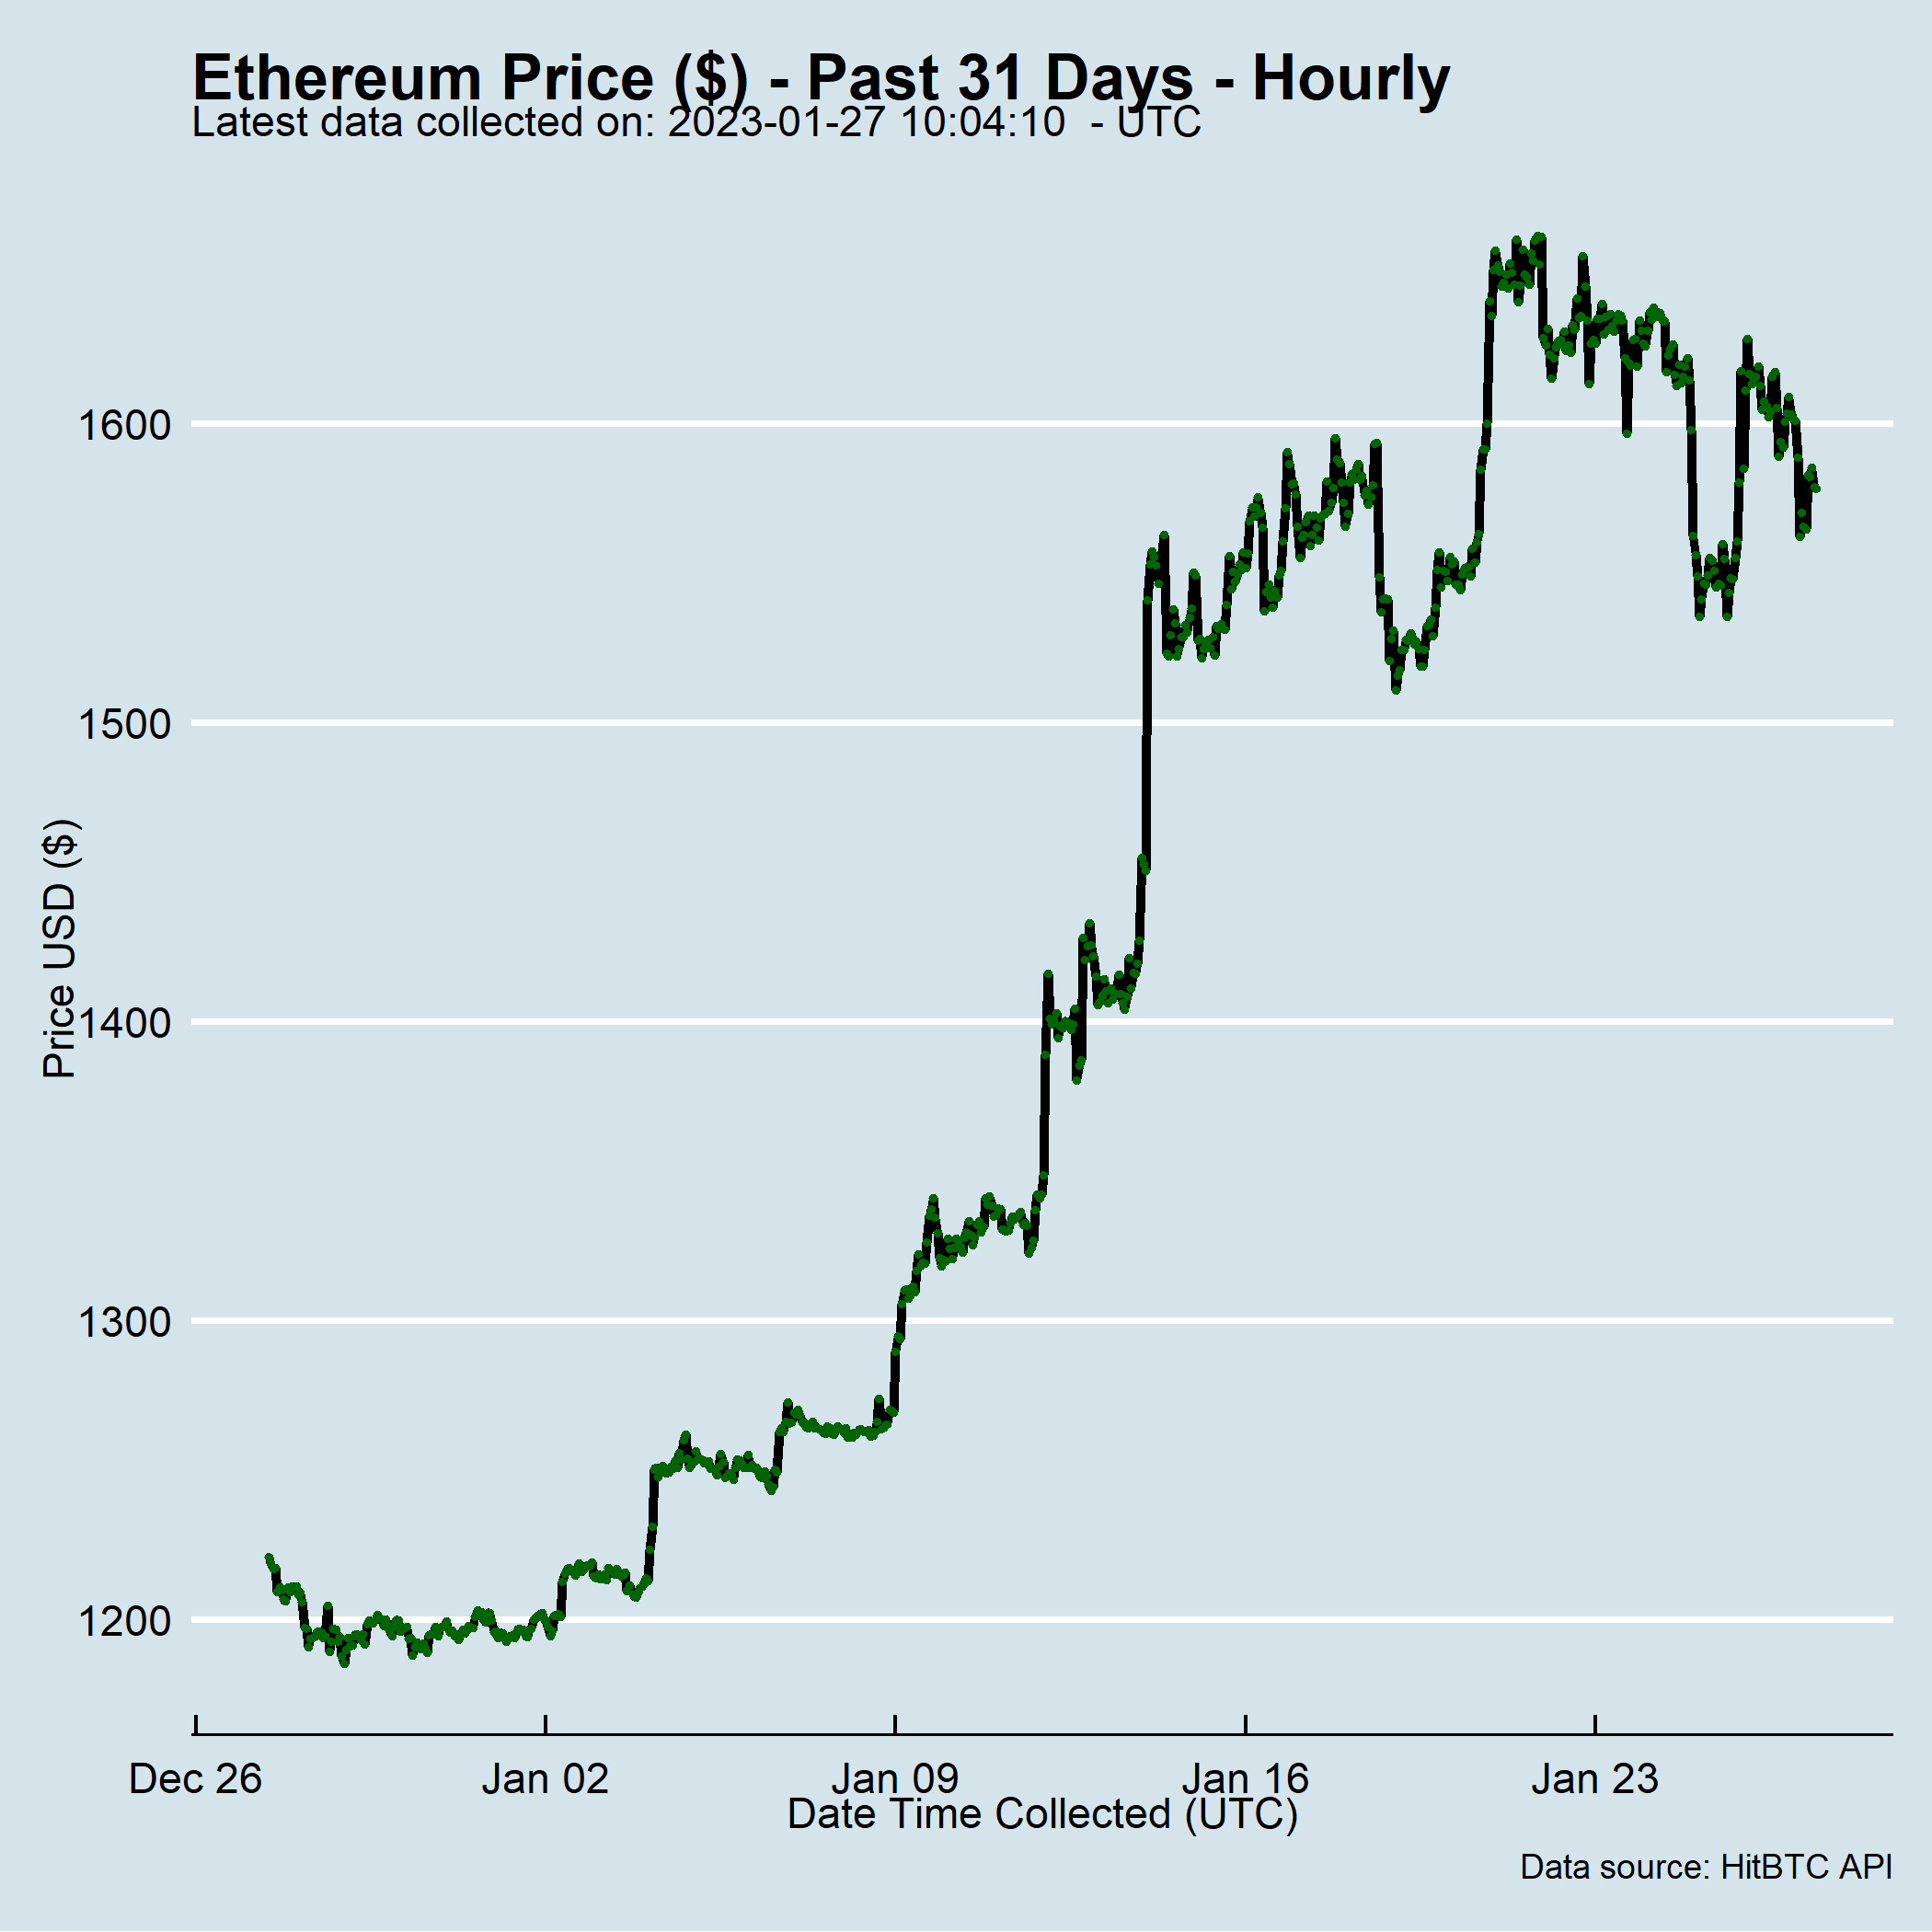 Ethereum Price ($) - Past 31 Days - Hourly
Latest data collected on: 2023-01-27 10:04:10  - UTC
1600
1500
1400
1300
1200
Price USD ($)
Dec 26 Jan 02 Jan 09 Jan 16 Jan 23
Date Time Collected (UTC)
Data source: HitBTC API